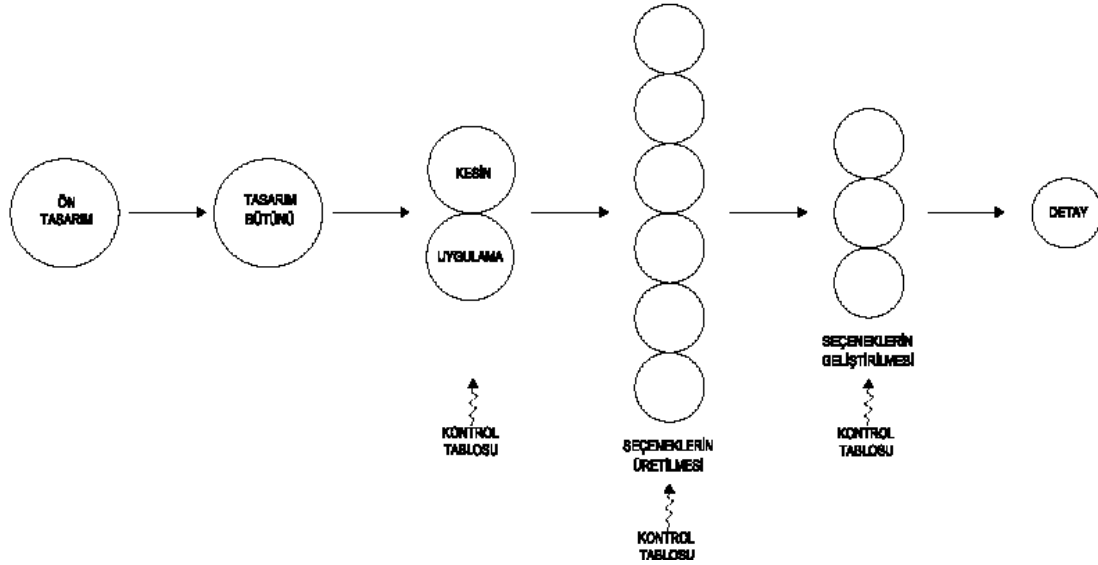 ÖN
TASARIM
TASARIM
BÜTÜNÜ
KESİN
UYGULAMA
KONTROL
TABLOSU
SEÇENEKLERİN
ÜRETİLMESİ
KONTROL
TABLOSU
SEÇENEKLERİN
GELİŞTİRİLMESİ
KONTROL
TABLOSU
DETAY